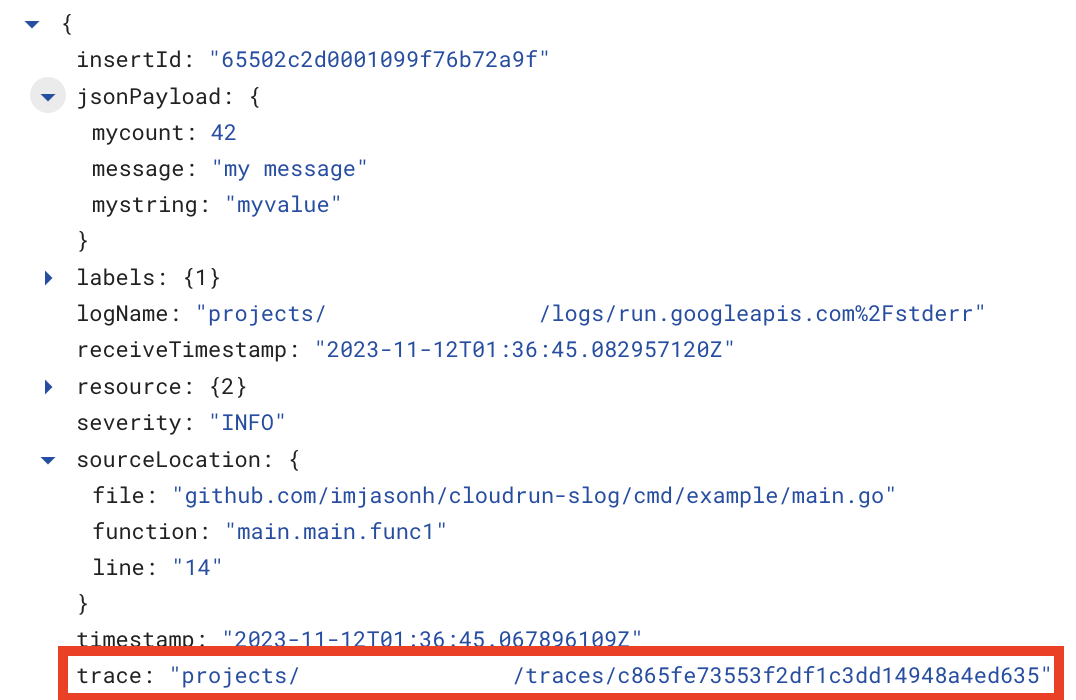 {
insertId: "65502c2d0001099f76b72a9f"
jsonPayload: {
mycount: 42
message: "my message"
mystring: "myvalue"
}
labels: {1}
logName: "projects/ /logs/run.googleapis.com%2Fstderr"
receiveTimestamp: "2023-11-12T01:36:45.082957120Z"
resource: {2}
severity: "INFO"
sourceLocation: {
file: "github.com/imjasonh/cloudrun-slog/cmd/example/main.go"
function: "main.main.func1"
line: "14"
}
timestamp: "2023-11-12T01:36:45.067896109Z"
trace: "projects/ /traces/c865fe73553f2df1c3dd14948a4ed635"